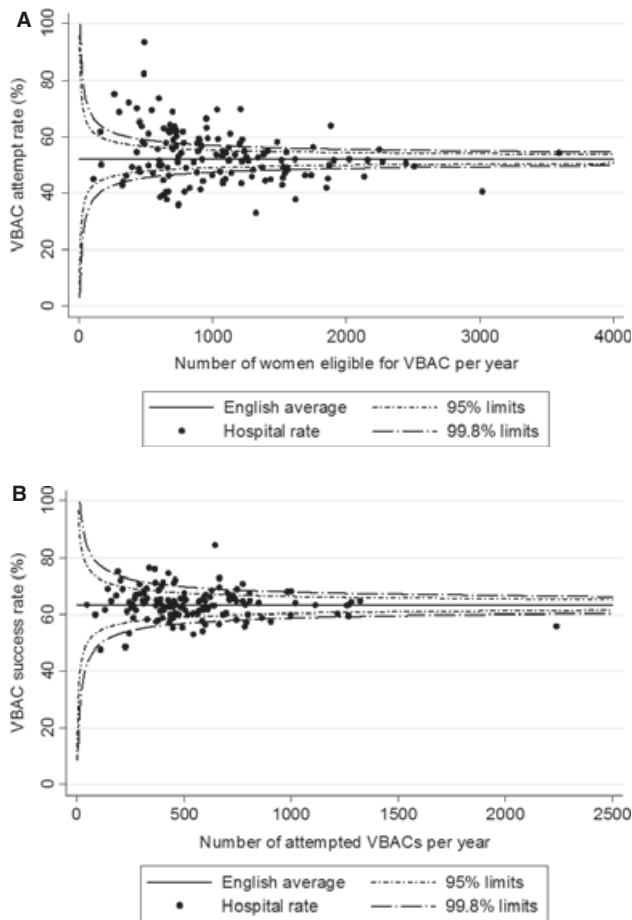 A
VBAC attempt rate (%)
100
80
60
40
20
0
0 1000 2000 3000 4000
Number of women eligible for VBAC per year
English average 95% limits
Hospital rate 99.8% limits
B
VBAC success rate (%)
100
80
60
40
20
0
0 500 1000 1500 2000 2500
Number of attempted VBACs per year
English average 95% limits
Hospital rate 99.8% limits